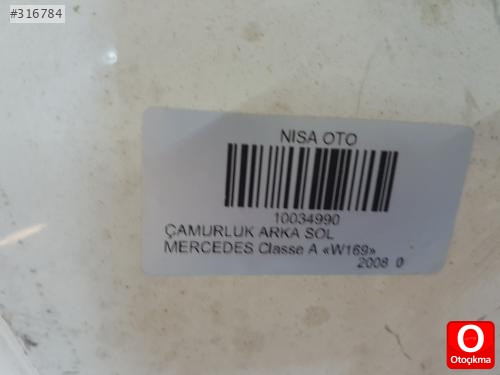 #316784
NISA OTO
10034990
ÇAMURLUK ARKA SOL
MERCEDES Classe A «W169»
2008 0
O
Otoçıkma